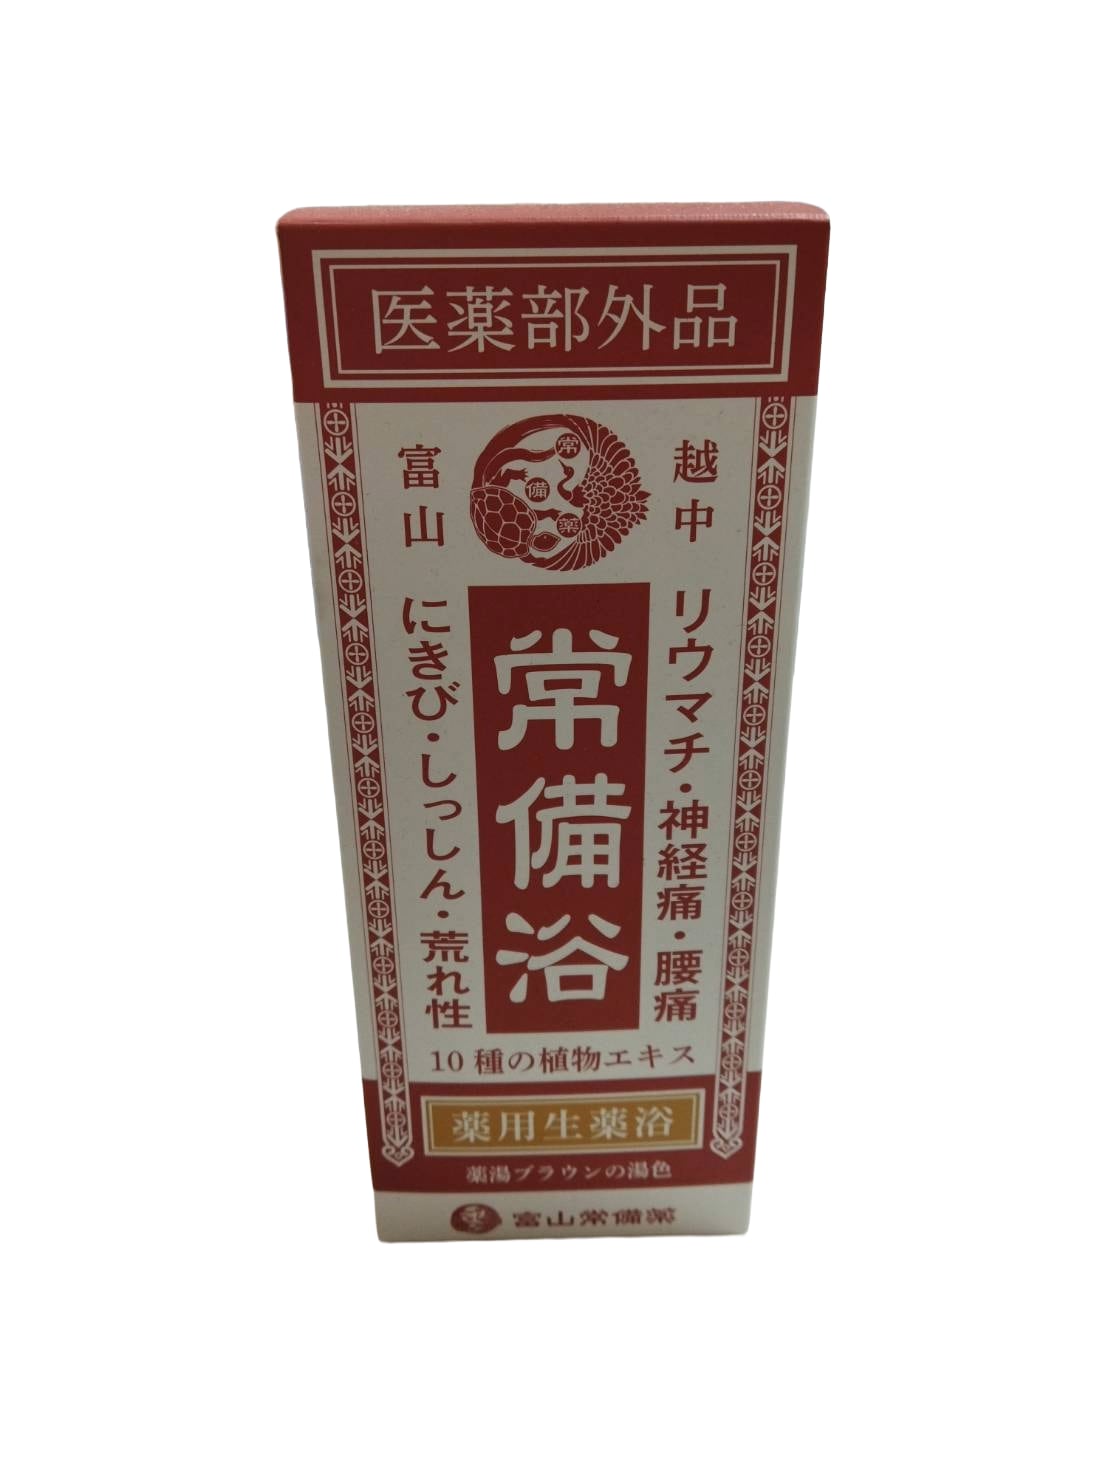 医薬部外品
越中
富山
常
備
薬
リウマチ・神経痛・腰痛
常備浴
にきび・しっしん・荒れ性
10種の植物エキス
薬用生薬浴
薬湯ブラウンの湯色
富山常備薬